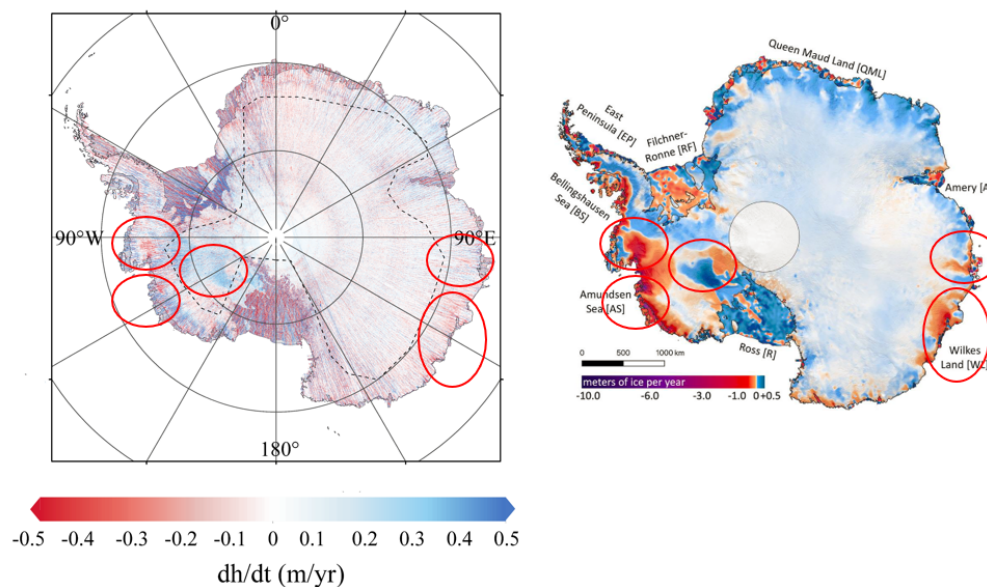 0°
90°W
90°E
180°
-0.5 -0.4 -0.3 -0.2 -0.1 0 0.1 0.2 0.3 0.4 0.5
dh/dt (m/yr)
Queen Maud Land [QML]
East
Peninsula [EP]
Filchner-
Ronne [RF]
Bellingshausen
Sea [BS]
Amery [A
Amundsen
Sea [AS]
Ross [R]
Wilkes
Land [WL]
0 500 1000 km
meters of ice per year
-10.0 -6.0 -3.0 -1.0 0 +0.5